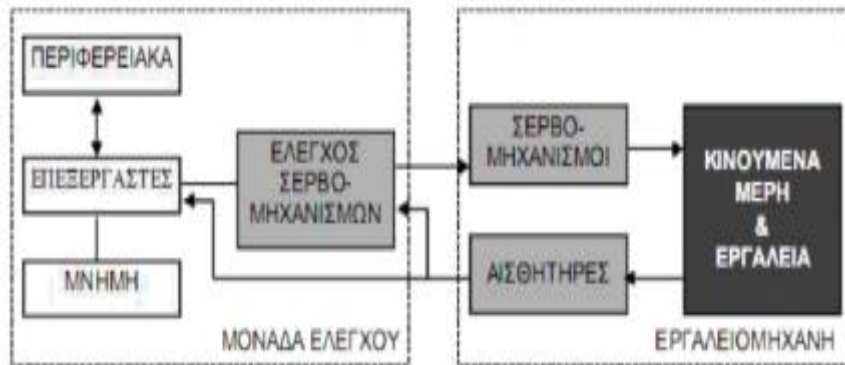 ΠΕΡΙΦΕΡΕΙΑΚΑ
ΕΠΕΞΕΡΓΑΣΤΕΣ
ΜΝΗΜΗ
ΕΛΕΓΧΟΣ
ΣΕΡΒΟ-
ΜΗΧΑΝΙΣΜΩΝ
ΜΟΝΑΔΑ ΕΛΕΓΧΟΥ
ΣΕΡΒΟ-
ΜΗΧΑΝΙΣΜΟΙ
ΑΙΣΘΗΤΗΡΕΣ
ΚΙΝΟΥΜΕΝΑ
ΜΕΡΗ
&
ΕΡΓΑΛΕΙΑ
ΕΡΓΑΛΕΙΟΜΗΧΑΝΗ